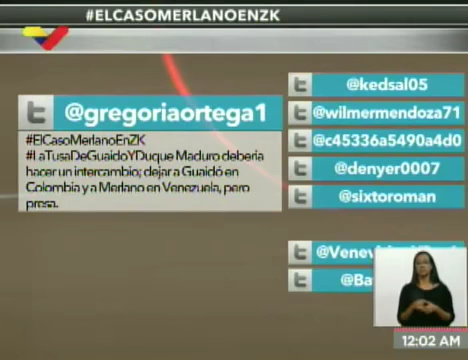 #ELCASOMERLANOENZK
@gregoriaortega1
#ElCasoMerlanoEnZK
#LaTusaDeGuaidoYDuque Maduro debería
hacer un intercambio; dejar a Guaidó en
Colombia y a Merlano en Venezuela, pero
presa.
@kedsal05
@wilmermendoza71
@c45336a5490a4d0
@denyer0007
@sixtoroman
12:02 AM